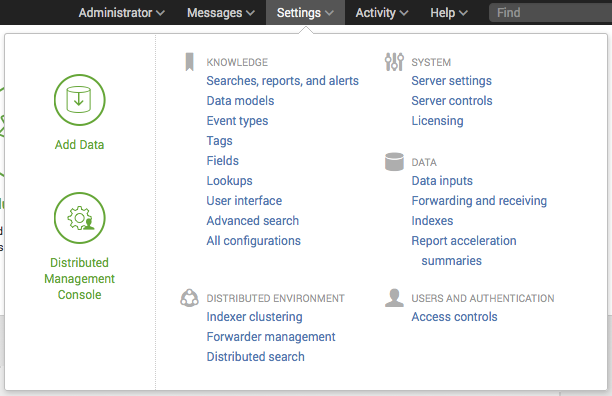 Administrator Messages Settings Activity Help Find
Add Data
Distributed
Management
Console
KNOWLEDGE
Searches, reports, and alerts
Data models
Event types
Tags
Fields
Lookups
User interface
Advanced search
All configurations
DISTRIBUTED ENVIRONMENT
Indexer clustering
Forwarder management
Distributed search
SYSTEM
Server settings
Server controls
Licensing
DATA
Data inputs
Forwarding and receiving
Indexes
Report acceleration
summaries
USERS AND AUTHENTICATION
Access controls